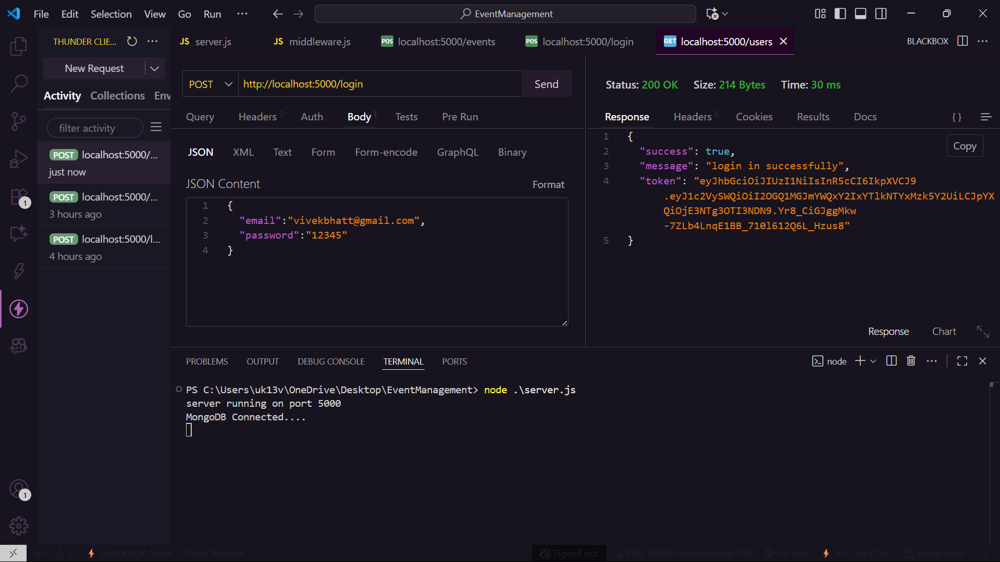 File Edit Selection View Go Run ··· EventManagement
THUNDER CLIE... ···
JS server.js JS middleware.js POS localhost:5000/events POS localhost:5000/login GET localhost:5000/users BLACKBOX ···
New Request
Activity Collections Env
filter activity
POST localhost:5000/...
just now
POST localhost:5000/...
3 hours ago
POST localhost:5000/l...
4 hours ago
1
1
POST http://localhost:5000/login Send
Query Headers 2 Auth Body 1 Tests Pre Run
JSON XML Text Form Form-encode GraphQL Binary
JSON Content Format
1 {
2 "email":"vivekbhatt@gmail.com",
3 "password":"12345"
4 }
Status: 200 OK Size: 214 Bytes Time: 30 ms
Response Headers 6 Cookies Results Docs { }
Copy
1 {
2 "success": true,
3 "message": "login in successfully",
4 "token": "eyJhbGciOiJIUzI1NiIsInR5cCI6IkpXVCJ9
.eyJ1c2VySWQiOiI2OGQ1MGJmYWQxY2IxYTlkNTYxMzk5Y2UiLCJpYX
QiOjE3NTg3OTI3NDN9.Yr8_CiGJggMkw
-7ZLb4LnqE1BB_710l612Q6L_Hzus8"
5 }
Response Chart
PROBLEMS OUTPUT DEBUG CONSOLE TERMINAL PORTS node ···
PS C:\Users\uk13v\OneDrive\Desktop\EventManagement> node .\server.js
server running on port 5000
MongoDB Connected....
0 0 BLACKBOX Agent Open Website Signed out BLACKBOX Autocomplete: ON Go Live AI Code Chat Background